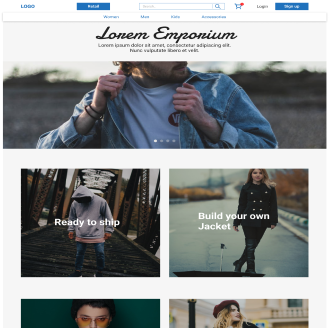 LOGO
Retail
Search
Login
Sign up
Women
Men
Kids
Accessories
Lorem Emporium
Lorem ipsum dolor sit amet, consectetur adipiscing elit.
Nunc vulputate libero et velit.
Ready to ship
Build your own
Jacket